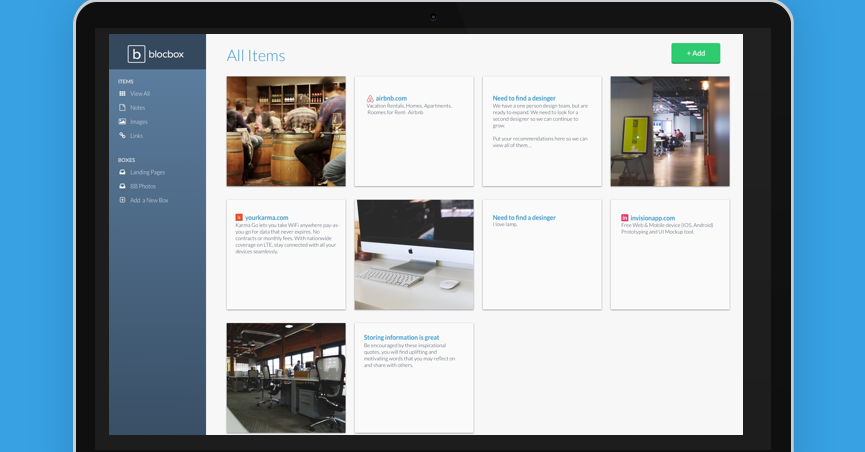 b blocbox
ITEMS
View All
Notes
Images
Links
BOXES
Landing Pages
BB Photos
Add a New Box
All Items
+ Add
airbnb.com
Vacation Rentals, Homes, Apartments,
Roomes for Rent- Airbnb
Need to find a desinger
We have a one person design team, but are
ready to expand. We need to look for a
second designer so we can continue to
grow.
Put your recommendations here so we can
view all of them...
yourkarma.com
Karma Go lets you take WiFi anywhere pay-as-
you-go for data that never expires. No
contracts or monthly fees. With nationwide
coverage on LTE, stay connected with all your
devices seamlessly.
Need to find a desinger
I love lamp.
in invisionapp.com
Free Web & Mobile device (IOS, Android)
Prototyping and UI Mockup tool.
Storing information is great
Be encouraged by these inspirational
quotes, you will find uplifting and
motivating words that you may reflect on
and share with others.